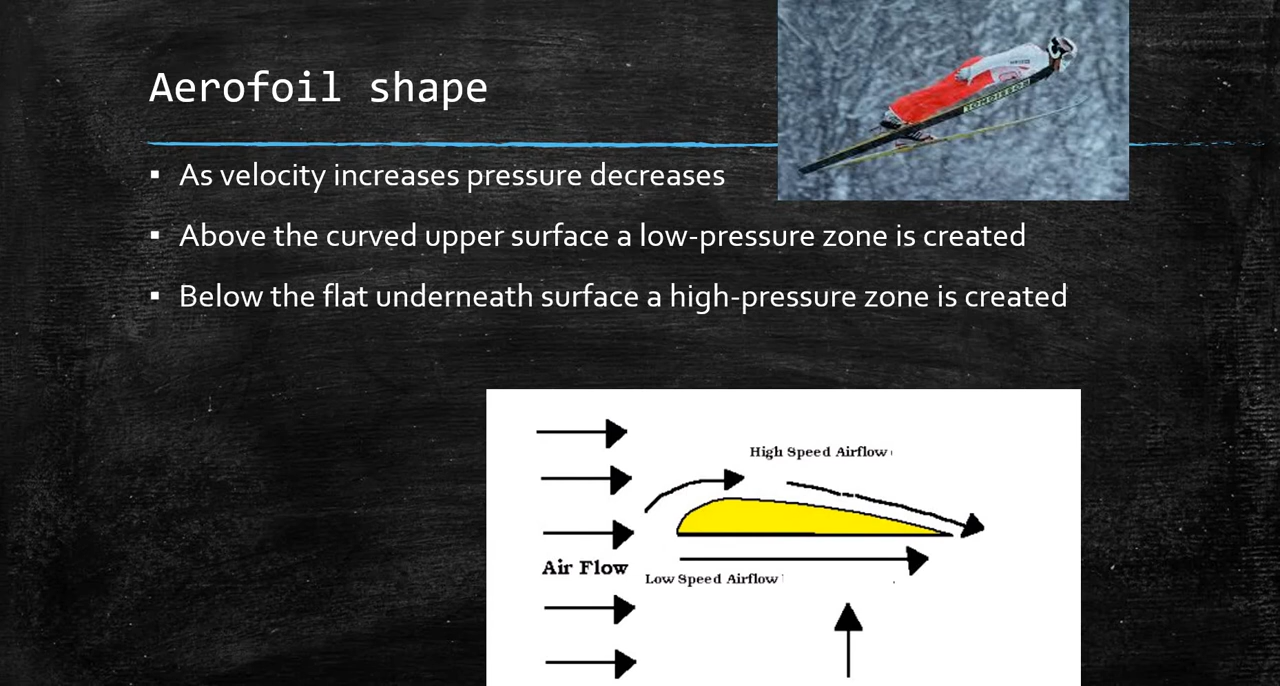 Aerofoil shape
▪ As velocity increases pressure decreases
▪ Above the curved upper surface a low-pressure zone is created
▪ Below the flat underneath surface a high-pressure zone is created
High Speed Airflow
Air Flow
Low Speed Airflow